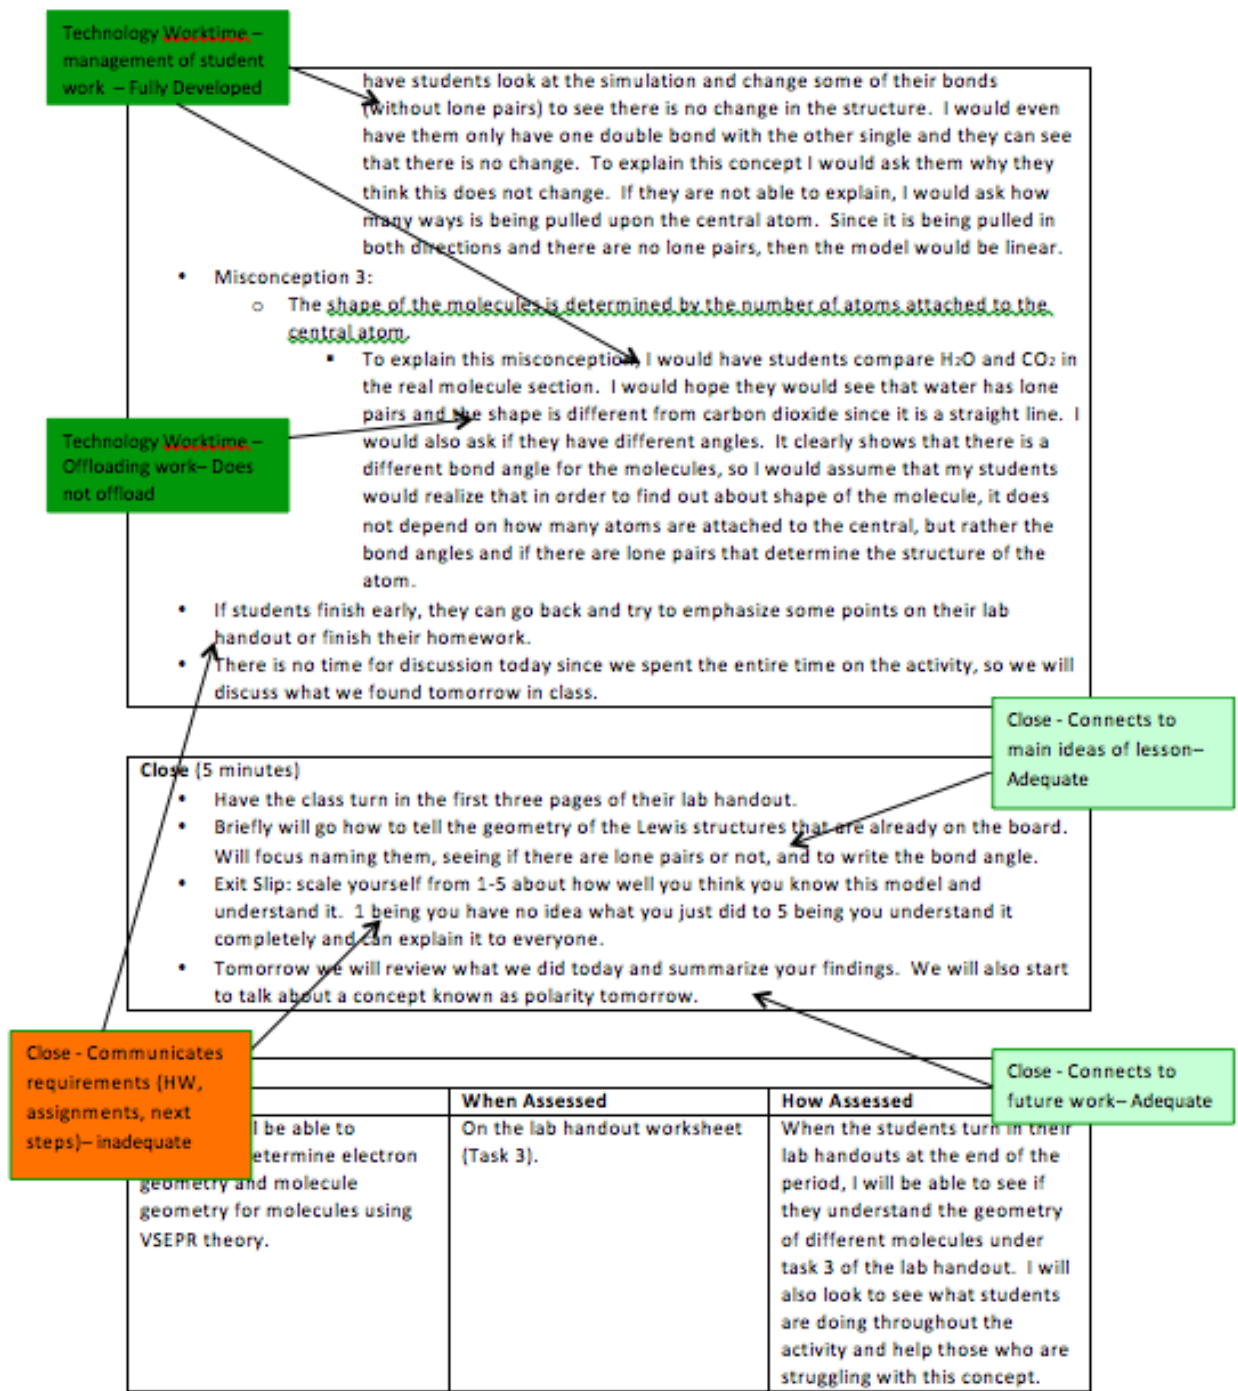 Technology Worktime –
management of student
work – Fully Developed
have students look at the simulation and change some of their bonds
(without lone pairs) to see there is no change in the structure. I would even
have them only have one double bond with the other single and they can see
that there is no change. To explain this concept I would ask them why they
think this does not change. If they are not able to explain, I would ask how
many ways is being pulled upon the central atom. Since it is being pulled in
both directions and there are no lone pairs, then the model would be linear.
• Misconception 3:
o The shape of the molecules is determined by the number of atoms attached to the
central atom.
▪ To explain this misconception, I would have students compare H₂O and CO₂ in
the real molecule section. I would hope they would see that water has lone
pairs and the shape is different from carbon dioxide since it is a straight line. I
would also ask if they have different angles. It clearly shows that there is a
different bond angle for the molecules, so I would assume that my students
would realize that in order to find out about shape of the molecule, it does
not depend on how many atoms are attached to the central, but rather the
bond angles and if there are lone pairs that determine the structure of the
atom.
Technology Worktime –
Offloading work– Does
not offload
• If students finish early, they can go back and try to emphasize some points on their lab
handout or finish their homework.
• There is no time for discussion today since we spent the entire time on the activity, so we will
discuss what we found tomorrow in class.
Close - Connects to
main ideas of lesson–
Adequate
Close (5 minutes)
• Have the class turn in the first three pages of their lab handout.
• Briefly will go how to tell the geometry of the Lewis structures that are already on the board.
Will focus naming them, seeing if there are lone pairs or not, and to write the bond angle.
• Exit Slip: scale yourself from 1-5 about how well you think you know this model and
understand it. 1 being you have no idea what you just did to 5 being you understand it
completely and can explain it to everyone.
• Tomorrow we will review what we did today and summarize your findings. We will also start
to talk about a concept known as polarity tomorrow.
Close - Communicates
requirements (HW,
assignments, next
steps)– inadequate
Close - Connects to
future work– Adequate
When Assessed
How Assessed
l be able to
etermine electron
geometry and molecule
geometry for molecules using
VSEPR theory.
On the lab handout worksheet
(Task 3).
When the students turn in their
lab handouts at the end of the
period, I will be able to see if
they understand the geometry
of different molecules under
task 3 of the lab handout. I will
also look to see what students
are doing throughout the
activity and help those who are
struggling with this concept.